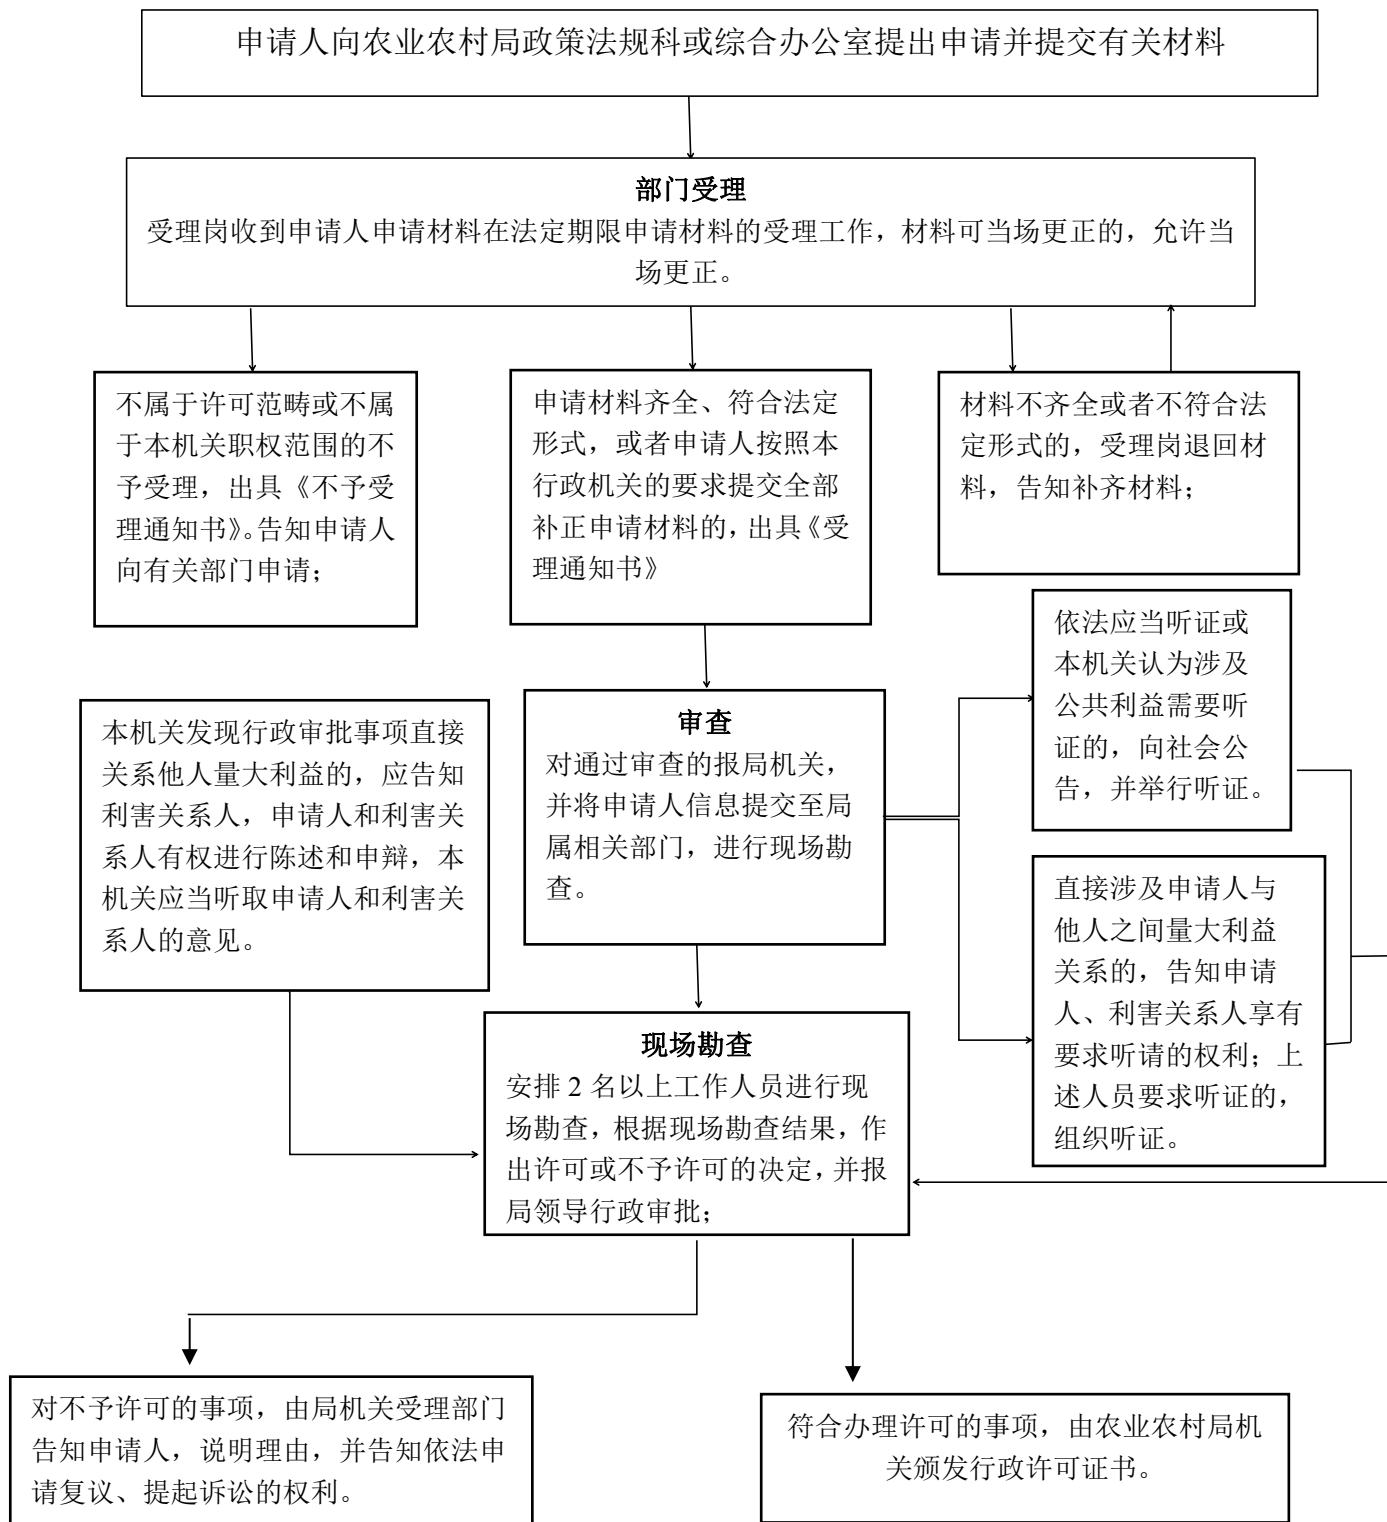 申请人向农业农村局政策法规科或综合办公室提出申请并提交有关材料
部门受理
受理岗收到申请人申请材料在法定期限申请材料的受理工作，材料可当场更正的，允许当
场更正。
不属于许可范畴或不属
于本机关职权范围的不
予受理，出具《不予受
理通知书》。告知申请人
向有关部门申请；
申请材料齐全、符合法定
形式，或者申请人按照本
行政机关的要求提交全部
补正申请材料的，出具《受
理通知书》
材料不齐全或者不符合法
定形式的，受理岗退回材
料，告知补齐材料；
依法应当听证或
本机关认为涉及
公共利益需要听
证的，向社会公
告，并举行听证。
本机关发现行政审批事项直接
关系他人量大利益的，应告知
利害关系人，申请人和利害关
系人有权进行陈述和申辩，本
机关应当听取申请人和利害关
系人的意见。
审查
对通过审查的报局机关，
并将申请人信息提交至局
属相关部门，进行现场勘
查。
直接涉及申请人与
他人之间量大利益
关系的，告知申请
人、利害关系人享有
要求听请的权利；上
述人员要求听证的，
组织听证。
现场勘查
安排 2 名以上工作人员进行现
场勘查，根据现场勘查结果，作
出许可或不予许可的决定，并报
局领导行政审批；
对不予许可的事项，由局机关受理部门
告知申请人，说明理由，并告知依法申
请复议、提起诉讼的权利。
符合办理许可的事项，由农业农村局机
关颁发行政许可证书。